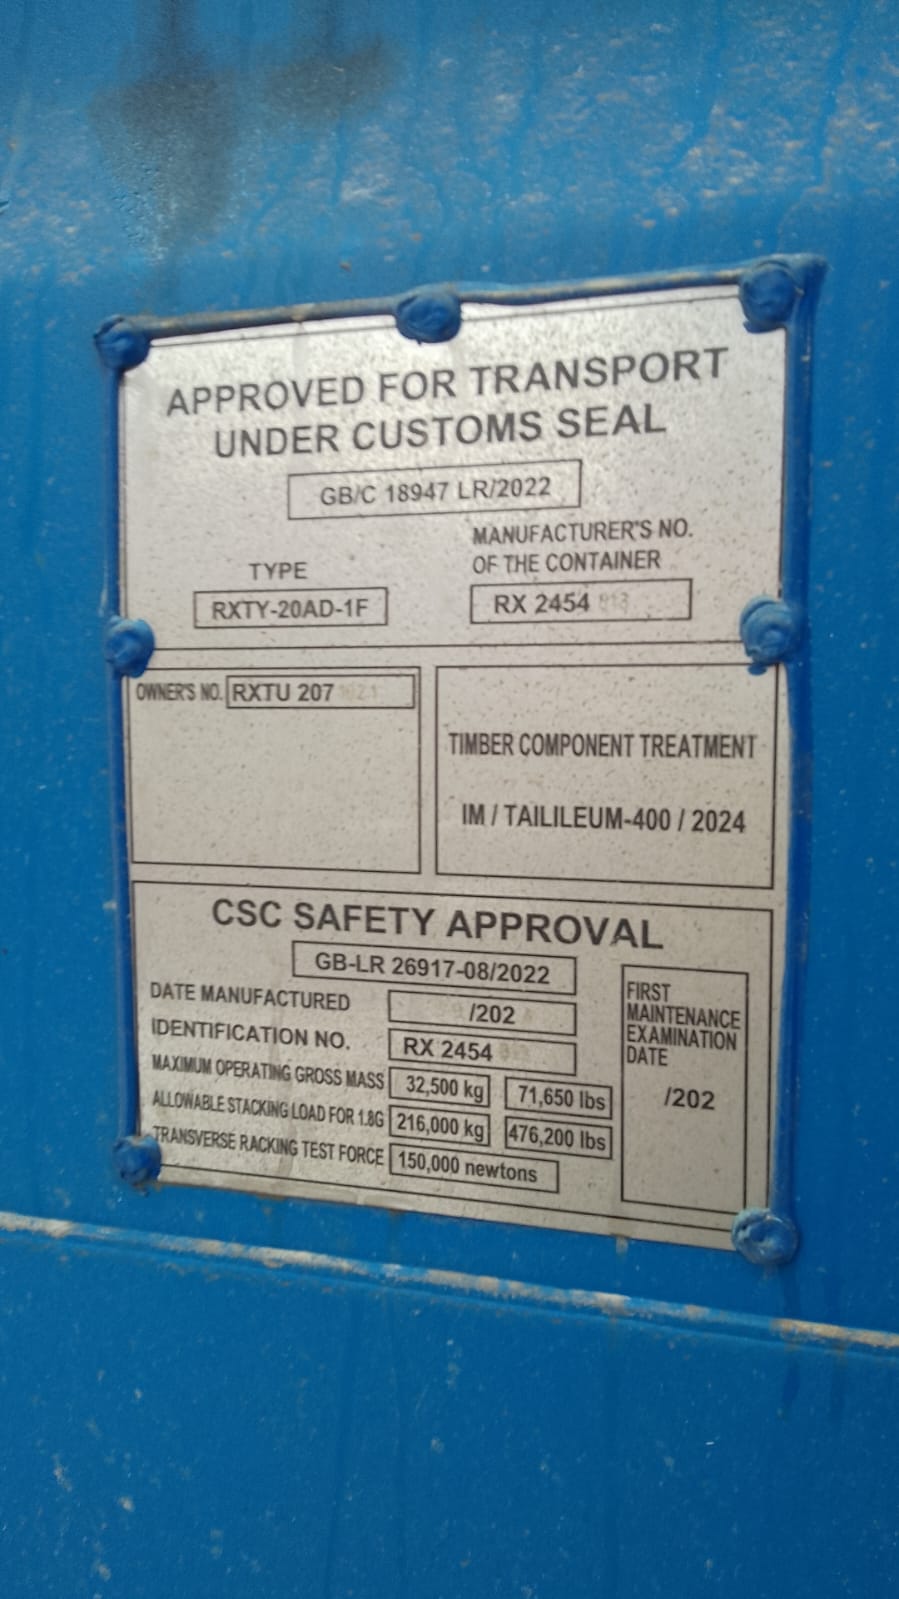 APPROVED FOR TRANSPORT
UNDER CUSTOMS SEAL
GB/C 18947 LR/2022
TYPE
RXTY-20AD-1F
MANUFACTURER'S NO.
OF THE CONTAINER
RX 2454
OWNER'S NO. RXTU 207
TIMBER COMPONENT TREATMENT
IM / TAILILEUM-400 / 2024
CSC SAFETY APPROVAL
GB-LR 26917-08/2022
DATE MANUFACTURED /202
IDENTIFICATION NO. RX 2454
MAXIMUM OPERATING GROSS MASS 32,500 kg 71,650 lbs
ALLOWABLE STACKING LOAD FOR 1.8G 216,000 kg 476,200 lbs
TRANSVERSE RACKING TEST FORCE 150,000 newtons
FIRST
MAINTENANCE
EXAMINATION
DATE
/202